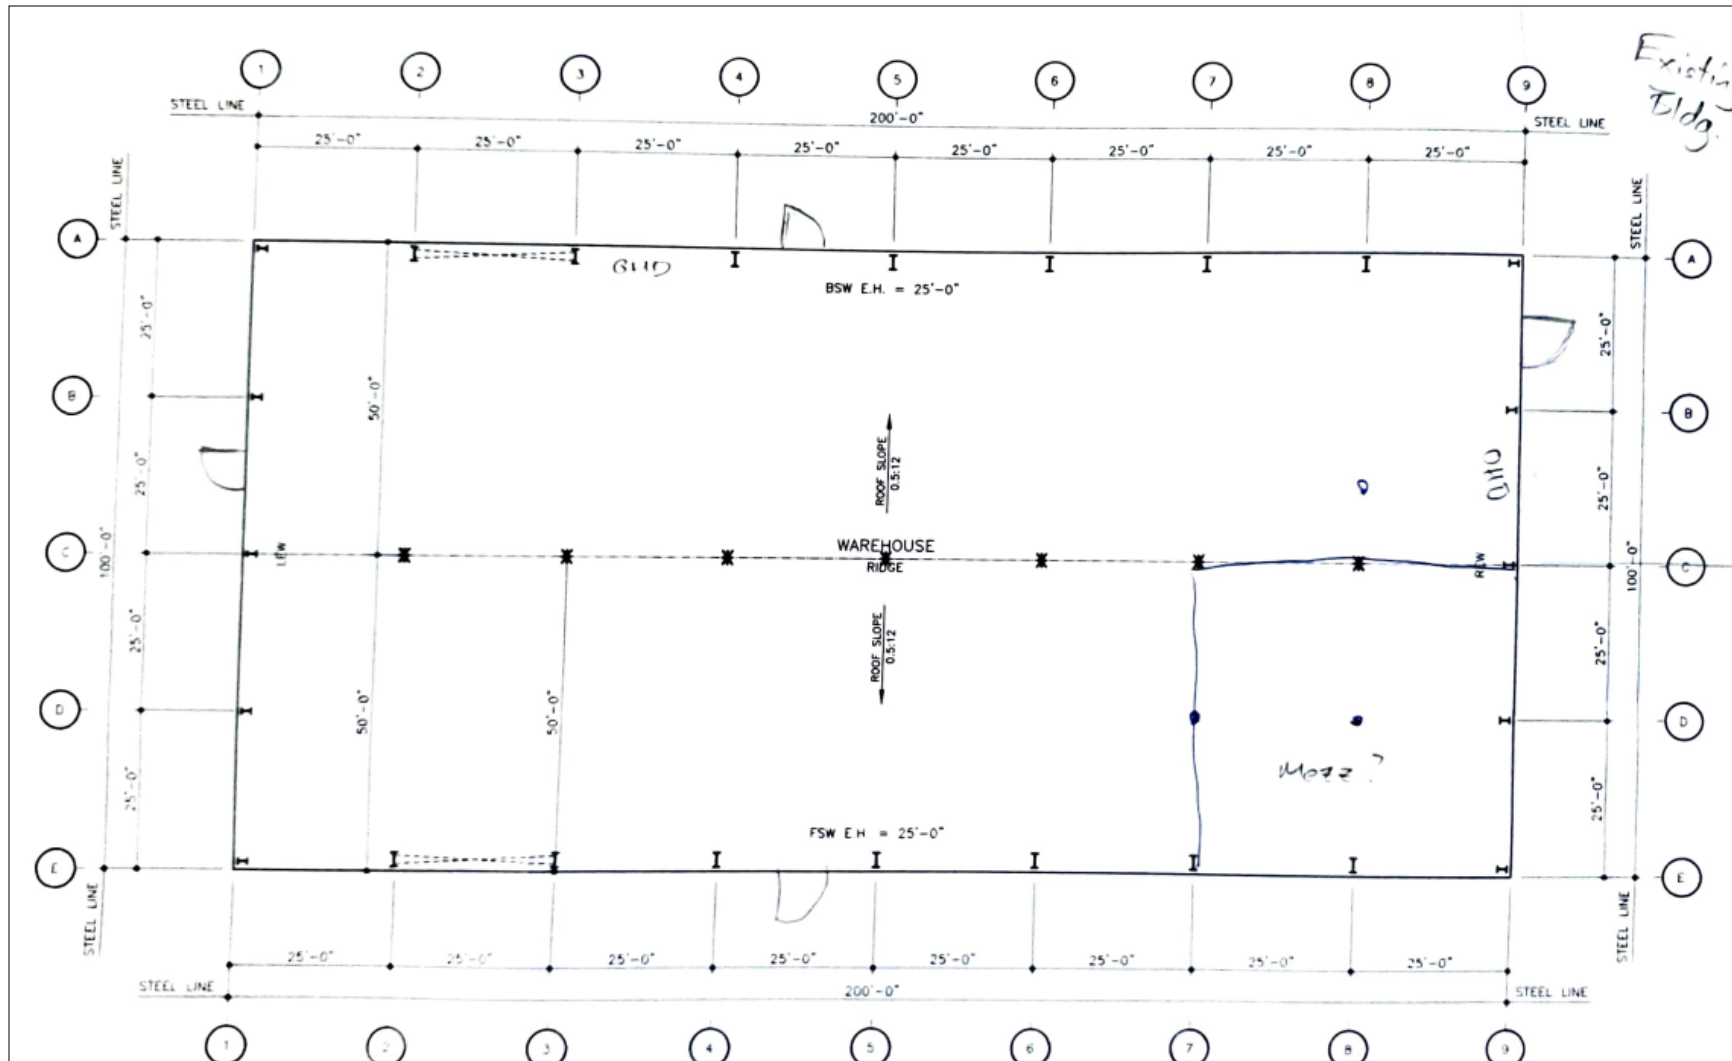 1 2 3 4 5 6 7 8 9
Existing
Bldg.
STEEL LINE 200'-0" STEEL LINE
25'-0" 25'-0" 25'-0" 25'-0" 25'-0" 25'-0" 25'-0" 25'-0"
STEEL LINE STEEL LINE
A A
OHD
BSW E.H. = 25'-0"
25'-0" 25'-0"
B B
50'-0"
ROOF SLOPE
0.5:12
OHD
25'-0" 25'-0"
WAREHOUSE
RIDGE
C LEW REW C
100'-0" 100'-0"
ROOF SLOPE
0.5:12
25'-0" 25'-0"
50'-0" 50'-0"
D D
Mezz?
25'-0" 25'-0"
FSW E.H. = 25'-0"
E E
STEEL LINE STEEL LINE
25'-0" 25'-0" 25'-0" 25'-0" 25'-0" 25'-0" 25'-0" 25'-0"
STEEL LINE 200'-0" STEEL LINE
1 2 3 4 5 6 7 8 9